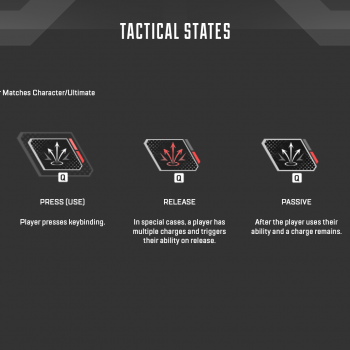 TACTICAL STATES
Matches Character/Ultimate
Q
Q
Q
PRESS (USE)
RELEASE
PASSIVE
Player presses keybinding.
In special cases, a player has
multiple charges and triggers
their ability on release.
After the player uses their
ability and a charge remains.